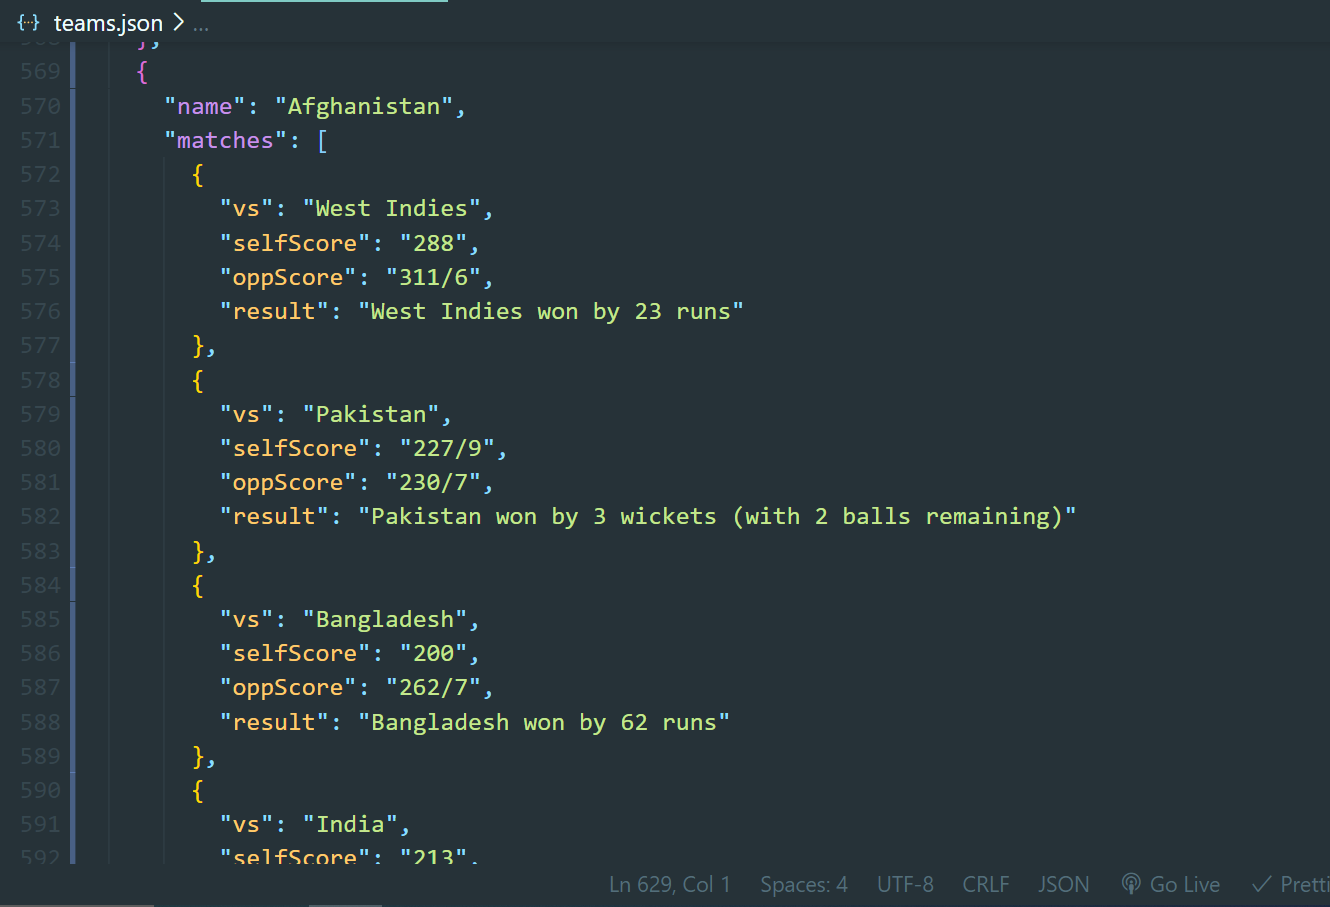 {··} teams.json > ...
569 {
570 "name": "Afghanistan",
571 "matches": [
572 {
573 "vs": "West Indies",
574 "selfScore": "288",
575 "oppScore": "311/6",
576 "result": "West Indies won by 23 runs"
577 },
578 {
579 "vs": "Pakistan",
580 "selfScore": "227/9",
581 "oppScore": "230/7",
582 "result": "Pakistan won by 3 wickets (with 2 balls remaining)"
583 },
584 {
585 "vs": "Bangladesh",
586 "selfScore": "200",
587 "oppScore": "262/7",
588 "result": "Bangladesh won by 62 runs"
589 },
590 {
591 "vs": "India",
592 "selfScore": "213",
Ln 629, Col 1 Spaces: 4 UTF-8 CRLF JSON Go Live ✓ Pretti